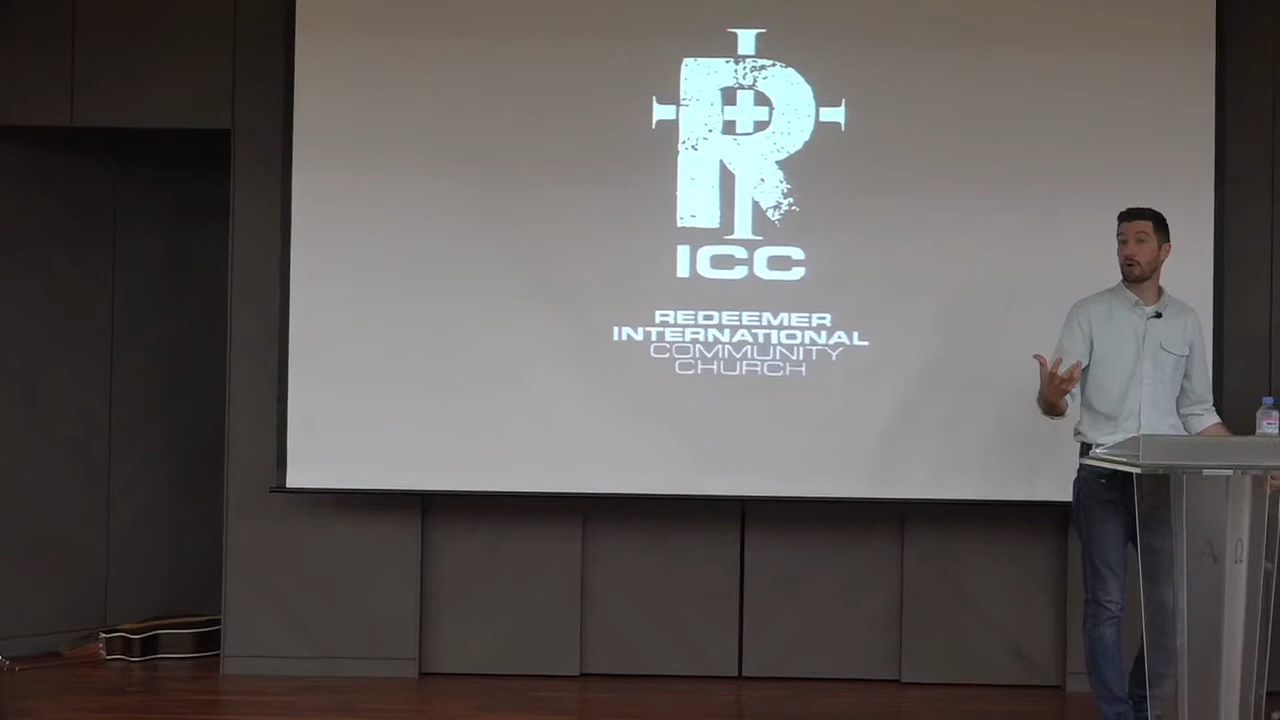 R
ICC
REDEEMER
INTERNATIONAL
COMMUNITY
CHURCH
Α Ω